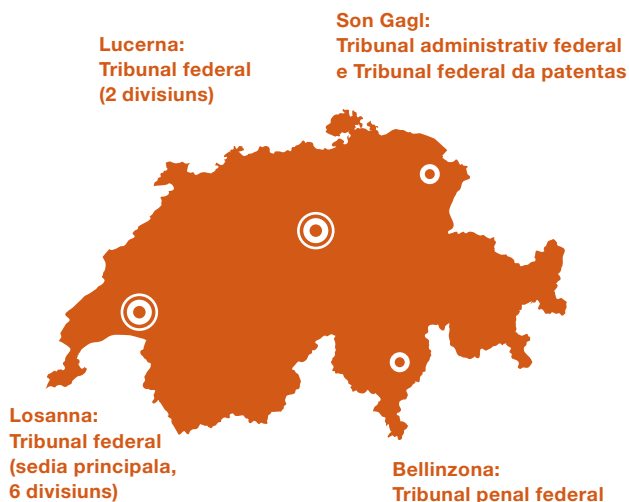 Lucerna:
Tribunal federal
(2 divisiuns)
Son Gagl:
Tribunal administrativ federal
e Tribunal federal da patentas
Losanna:
Tribunal federal
(sedia principala,
6 divisiuns)
Bellinzona:
Tribunal penal federal